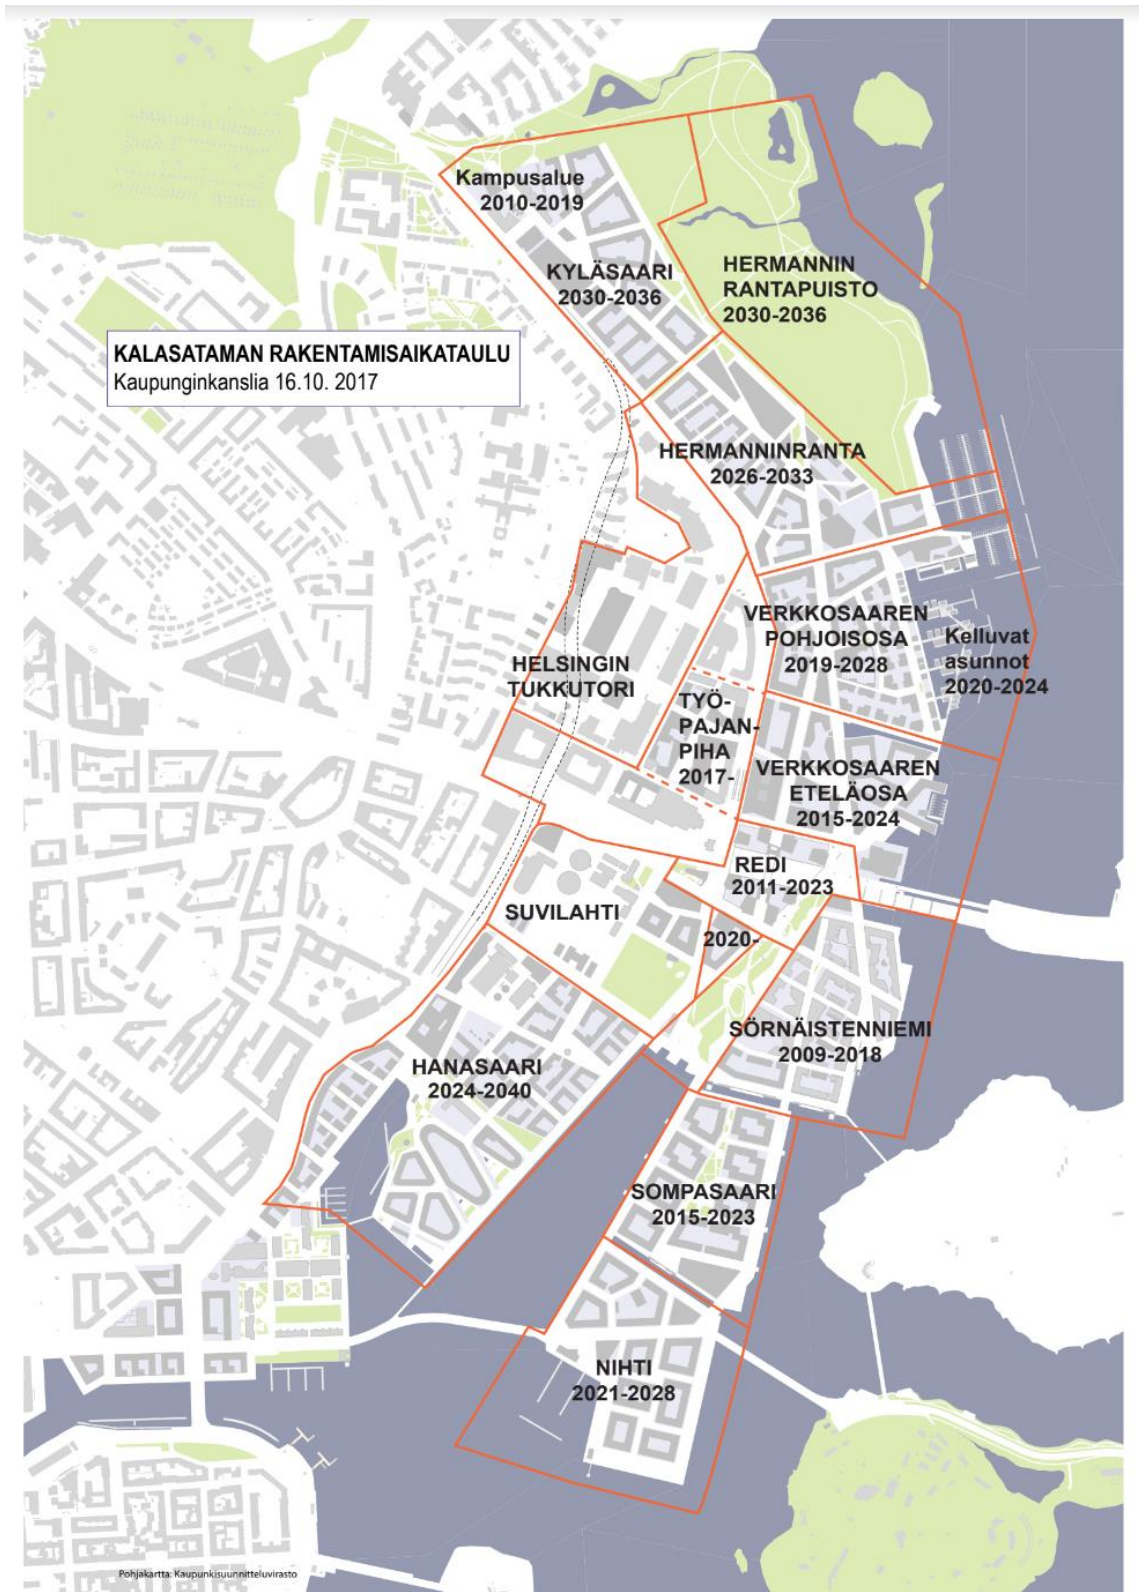 Kampusalue
2010-2019
KYLÄSAARI
2030-2036
HERMANNIN
RANTAPUISTO
2030-2036
KALASATAMAN RAKENTAMISAIKATAULU
Kaupunginkanslia 16.10. 2017
HERMANNINRANTA
2026-2033
VERKKOSAAREN
POHJOISOSA
2019-2028
Kelluvat
asunnot
2020-2024
HELSINGIN
TUKKUTORI
TYÖ-
PAJAN-
PIHA
2017-
VERKKOSAAREN
ETELÄOSA
2015-2024
REDI
2011-2023
SUVILAHTI
2020-
SÖRNÄISTENNIEMI
2009-2018
HANASAARI
2024-2040
SOMPASAARI
2015-2023
NIHTI
2021-2028
Pohjakartta: Kaupunkisuunnitteluvirasto